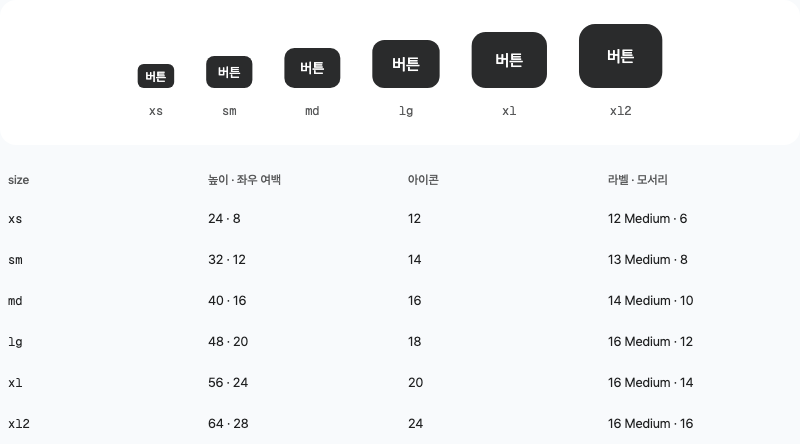 버튼 버튼 버튼 버튼 버튼 버튼
xs sm md lg xl xl2
size 높이 · 좌우 여백 아이콘 라벨 · 모서리
xs 24 · 8 12 12 Medium · 6
sm 32 · 12 14 13 Medium · 8
md 40 · 16 16 14 Medium · 10
lg 48 · 20 18 16 Medium · 12
xl 56 · 24 20 16 Medium · 14
xl2 64 · 28 24 16 Medium · 16